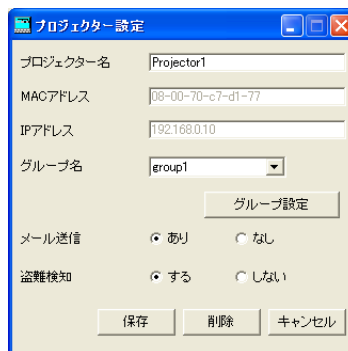 プロジェクター設定
プロジェクター名 Projector1
MACアドレス 08-00-70-c7-d1-77
IPアドレス 192.168.0.10
グループ名 group1
グループ設定
メール送信 あり なし
盗難検知 する しない
保存 削除 キャンセル